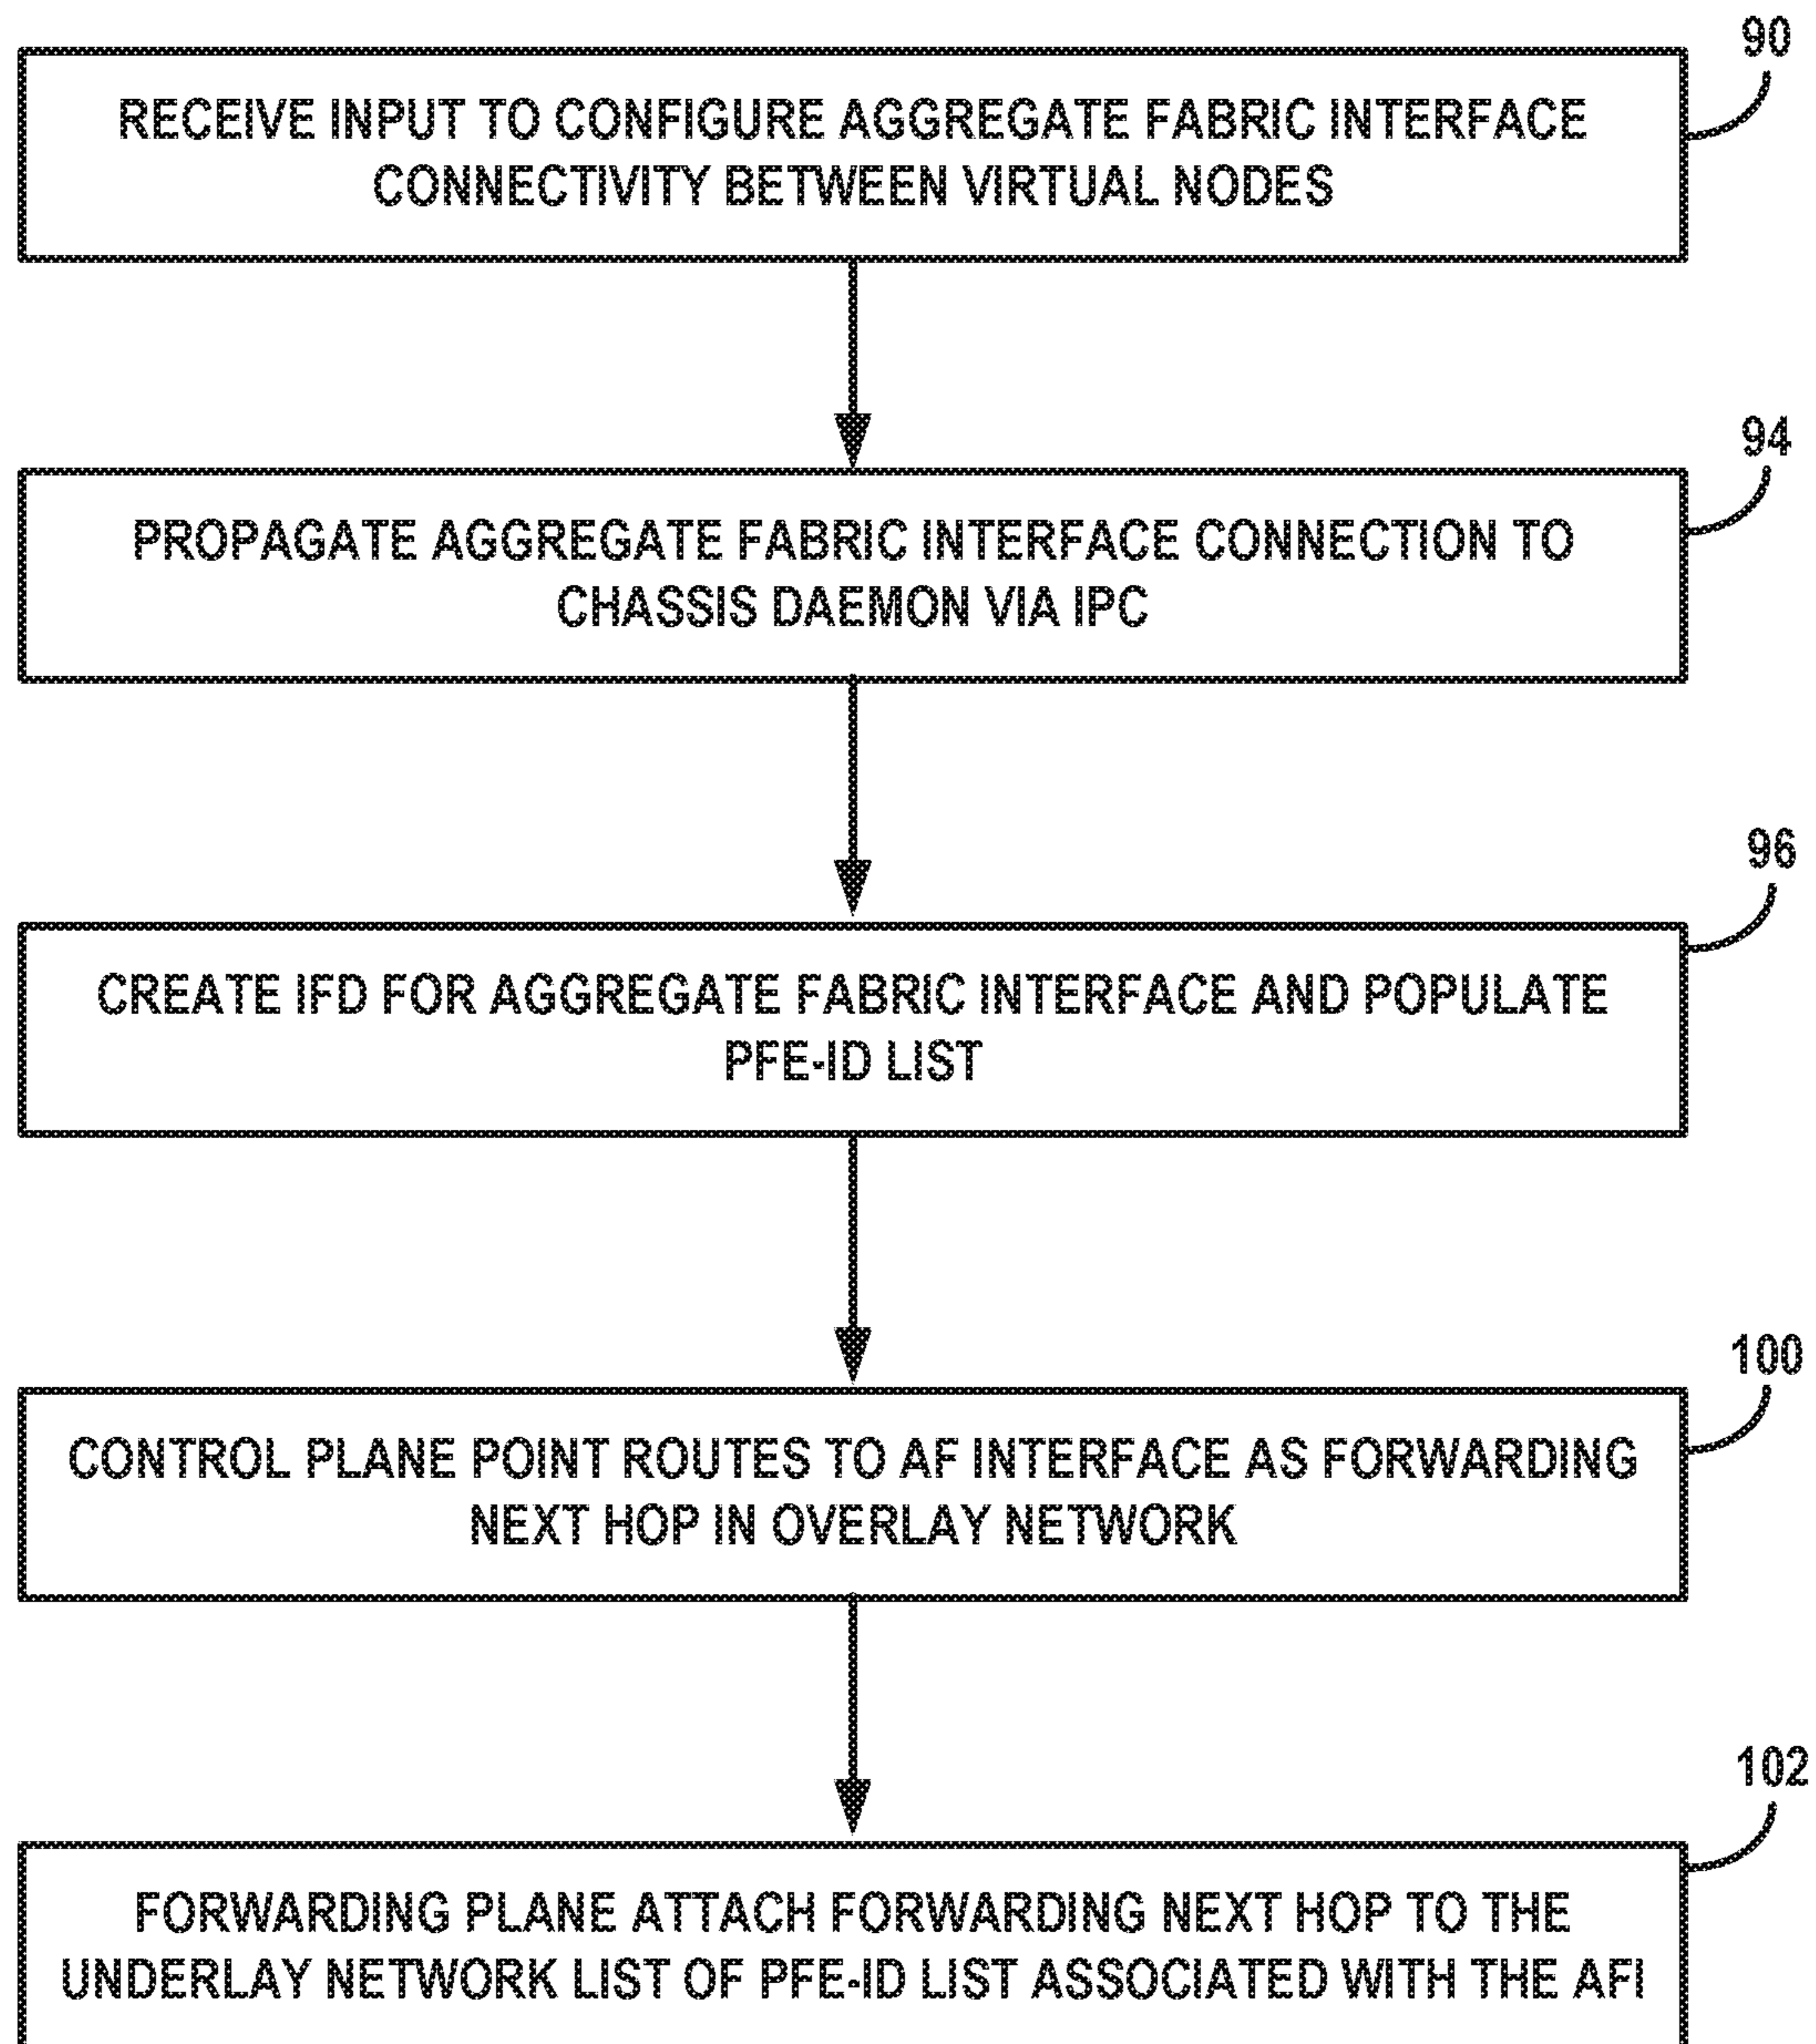 90
RECEIVE INPUT TO CONFIGURE AGGREGATE FABRIC INTERFACE
CONNECTIVITY BETWEEN VIRTUAL NODES
94
PROPAGATE AGGREGATE FABRIC INTERFACE CONNECTION TO
CHASSIS DAEMON VIA IPC
96
CREATE IFD FOR AGGREGATE FABRIC INTERFACE AND POPULATE
PFE-ID LIST
100
CONTROL PLANE POINT ROUTES TO AF INTERFACE AS FORWARDING
NEXT HOP IN OVERLAY NETWORK
102
FORWARDING PLANE ATTACH FORWARDING NEXT HOP TO THE
UNDERLAY NETWORK LIST OF PFE-ID LIST ASSOCIATED WITH THE AFI